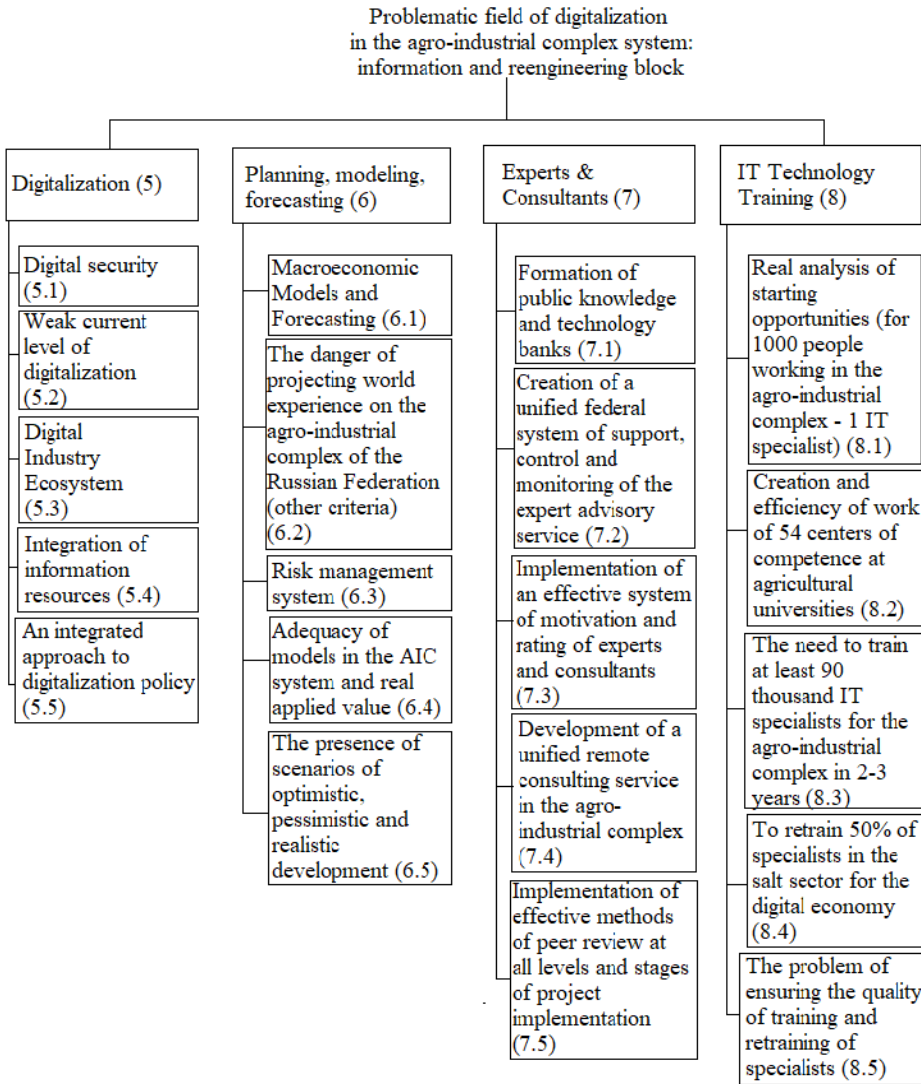 Problematic field of digitalization
in the agro-industrial complex system:
information and reengineering block
Digitalization (5)
Digital security
(5.1)
Weak current
level of
digitalization
(5.2)
Digital
Industry
Ecosystem
(5.3)
Integration of
information
resources (5.4)
An integrated
approach to
digitalization policy
(5.5)
Planning, modeling,
forecasting (6)
Macroeconomic
Models and
Forecasting (6.1)
The danger of
projecting world
experience on the
agro-industrial
complex of the
Russian Federation
(other criteria)
(6.2)
Risk management
system (6.3)
Adequacy of
models in the AIC
system and real
applied value (6.4)
The presence of
scenarios of
optimistic,
pessimistic and
realistic
development (6.5)
Experts &
Consultants (7)
Formation of
public knowledge
and technology
banks (7.1)
Creation of a
unified federal
system of support,
control and
monitoring of the
expert advisory
service (7.2)
Implementation of
an effective system
of motivation and
rating of experts
and consultants
(7.3)
Development of a
unified remote
consulting service
in the agro-
industrial complex
(7.4)
Implementation of
effective methods
of peer review at
all levels and stages
of project
implementation
(7.5)
IT Technology
Training (8)
Real analysis of
starting
opportunities (for
1000 people
working in the
agro-industrial
complex - 1 IT
specialist) (8.1)
Creation and
efficiency of work
of 54 centers of
competence at
agricultural
universities (8.2)
The need to train
at least 90
thousand IT
specialists for the
agro-industrial
complex in 2-3
years (8.3)
To retrain 50% of
specialists in the
salt sector for the
digital economy
(8.4)
The problem of
ensuring the quality
of training and
retraining of
specialists (8.5)